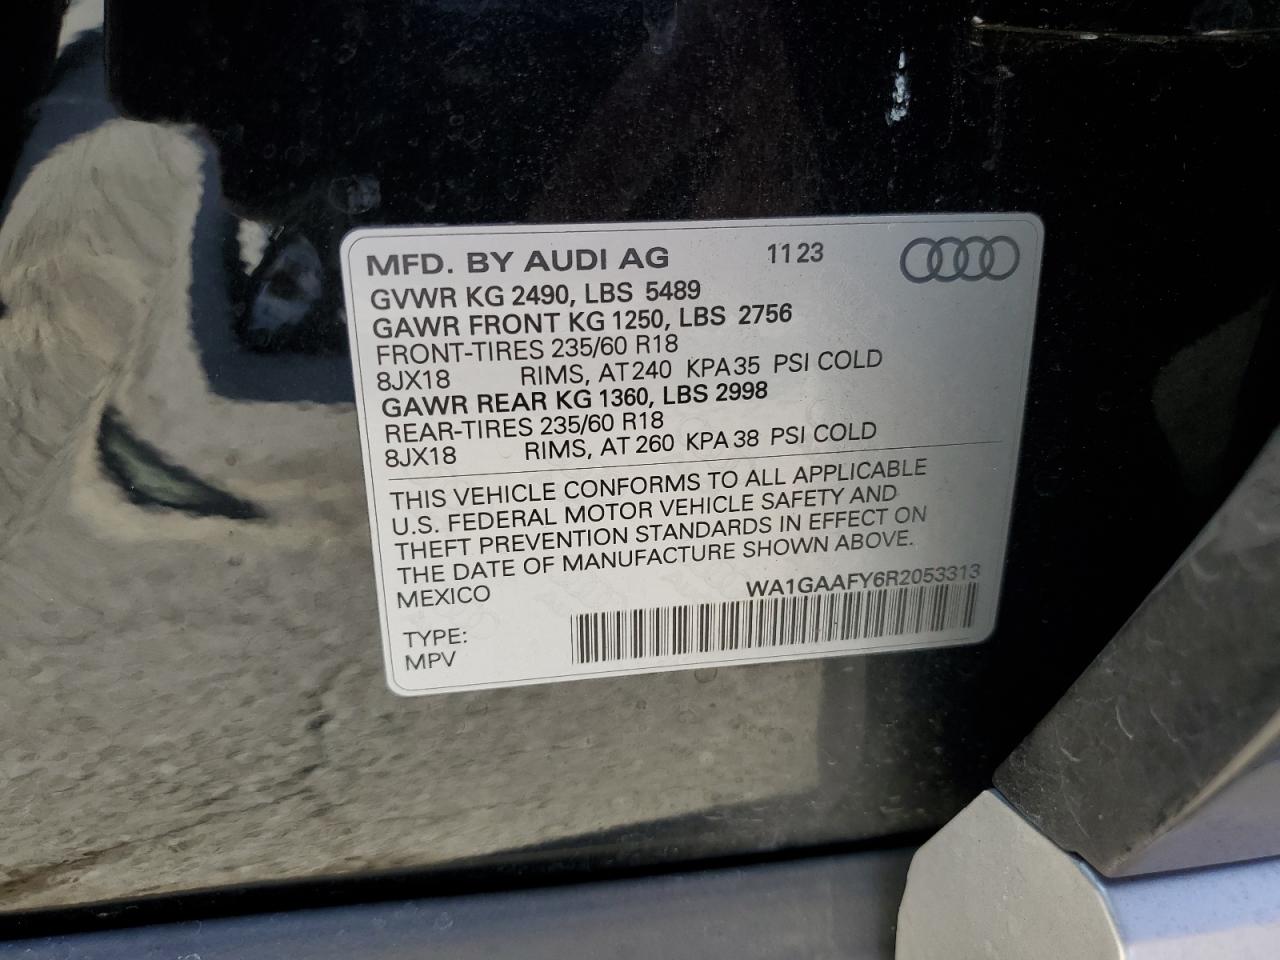 MFD. BY AUDI AG 1123
GVWR KG 2490, LBS 5489
GAWR FRONT KG 1250, LBS 2756
FRONT-TIRES 235/60 R18
8JX18 RIMS, AT 240 KPA 35 PSI COLD
GAWR REAR KG 1360, LBS 2998
REAR-TIRES 235/60 R18
8JX18 RIMS, AT 260 KPA 38 PSI COLD
THIS VEHICLE CONFORMS TO ALL APPLICABLE
U.S. FEDERAL MOTOR VEHICLE SAFETY AND
THEFT PREVENTION STANDARDS IN EFFECT ON
THE DATE OF MANUFACTURE SHOWN ABOVE.
MEXICO WA1GAAFY6R2053313
TYPE:
MPV